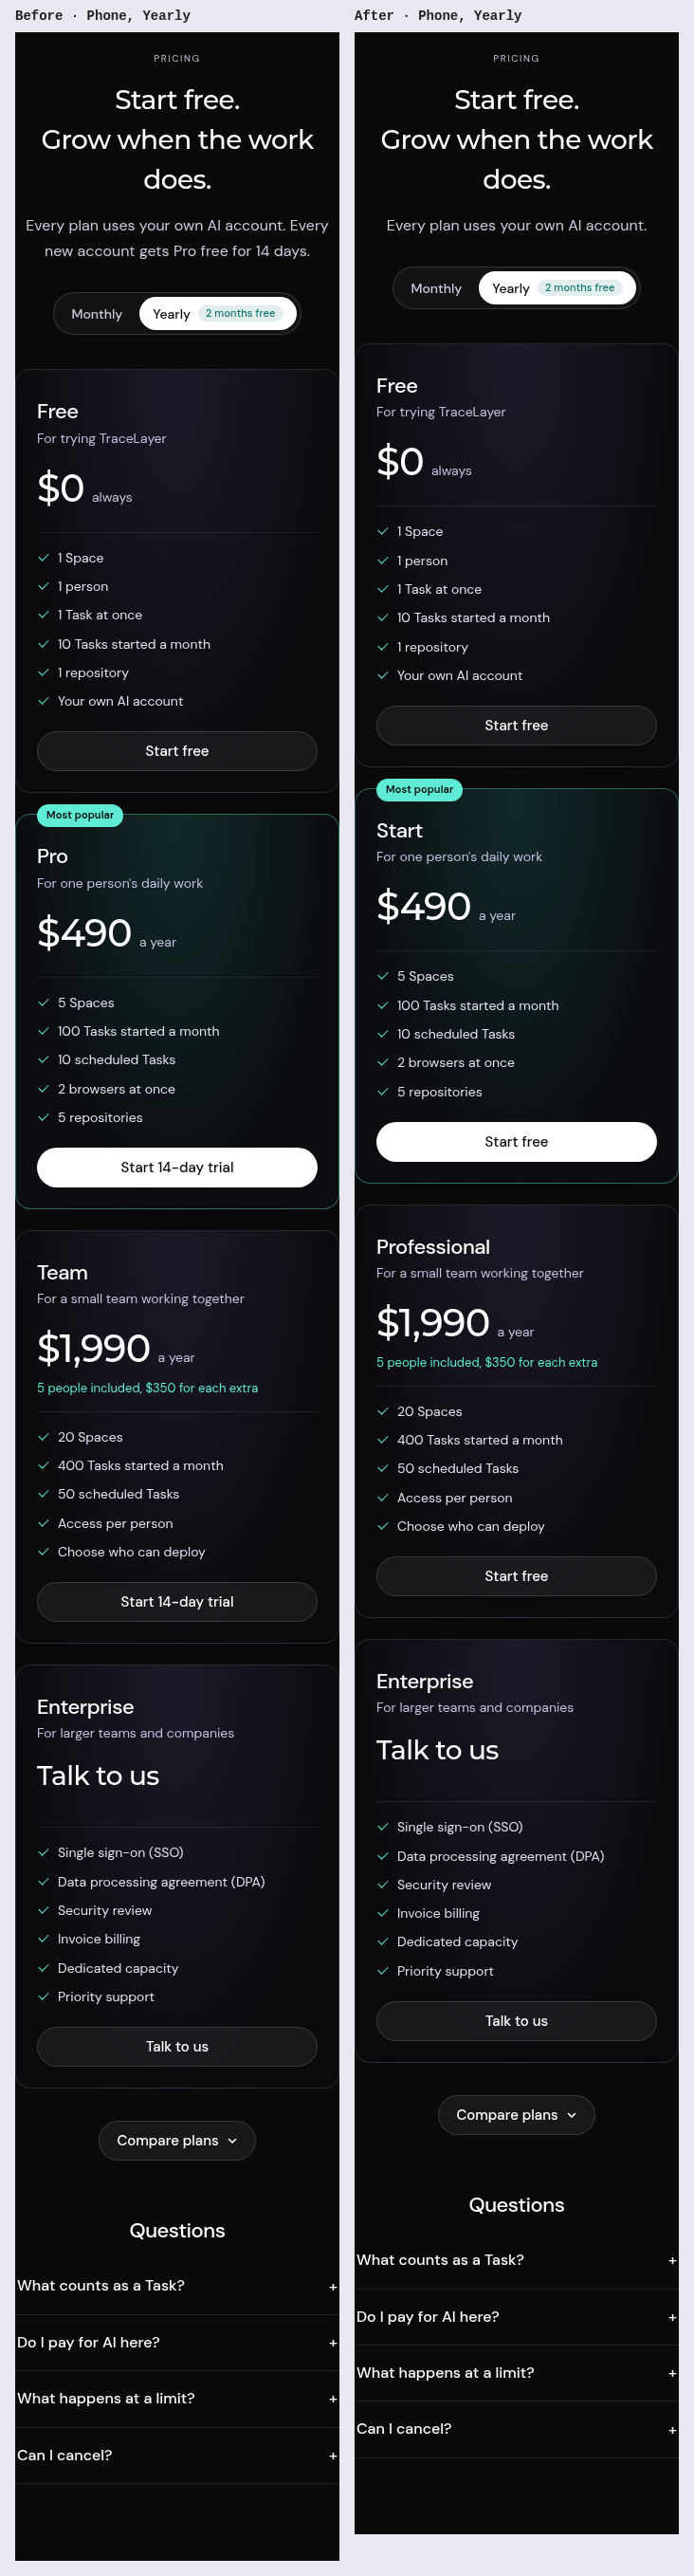 Before · Phone, Yearly
PRICING
Start free.
Grow when the work
does.
Every plan uses your own AI account. Every
new account gets Pro free for 14 days.
Monthly
Yearly 2 months free
Free
For trying TraceLayer
$0 always
1 Space
1 person
1 Task at once
10 Tasks started a month
1 repository
Your own AI account
Start free
Most popular
Pro
For one person's daily work
$490 a year
5 Spaces
100 Tasks started a month
10 scheduled Tasks
2 browsers at once
5 repositories
Start 14-day trial
Team
For a small team working together
$1,990 a year
5 people included, $350 for each extra
20 Spaces
400 Tasks started a month
50 scheduled Tasks
Access per person
Choose who can deploy
Start 14-day trial
Enterprise
For larger teams and companies
Talk to us
Single sign-on (SSO)
Data processing agreement (DPA)
Security review
Invoice billing
Dedicated capacity
Priority support
Talk to us
Compare plans
Questions
What counts as a Task? +
Do I pay for AI here? +
What happens at a limit? +
Can I cancel? +
After · Phone, Yearly
PRICING
Start free.
Grow when the work
does.
Every plan uses your own AI account.
Monthly
Yearly 2 months free
Free
For trying TraceLayer
$0 always
1 Space
1 person
1 Task at once
10 Tasks started a month
1 repository
Your own AI account
Start free
Most popular
Start
For one person's daily work
$490 a year
5 Spaces
100 Tasks started a month
10 scheduled Tasks
2 browsers at once
5 repositories
Start free
Professional
For a small team working together
$1,990 a year
5 people included, $350 for each extra
20 Spaces
400 Tasks started a month
50 scheduled Tasks
Access per person
Choose who can deploy
Start free
Enterprise
For larger teams and companies
Talk to us
Single sign-on (SSO)
Data processing agreement (DPA)
Security review
Invoice billing
Dedicated capacity
Priority support
Talk to us
Compare plans
Questions
What counts as a Task? +
Do I pay for AI here? +
What happens at a limit? +
Can I cancel? +